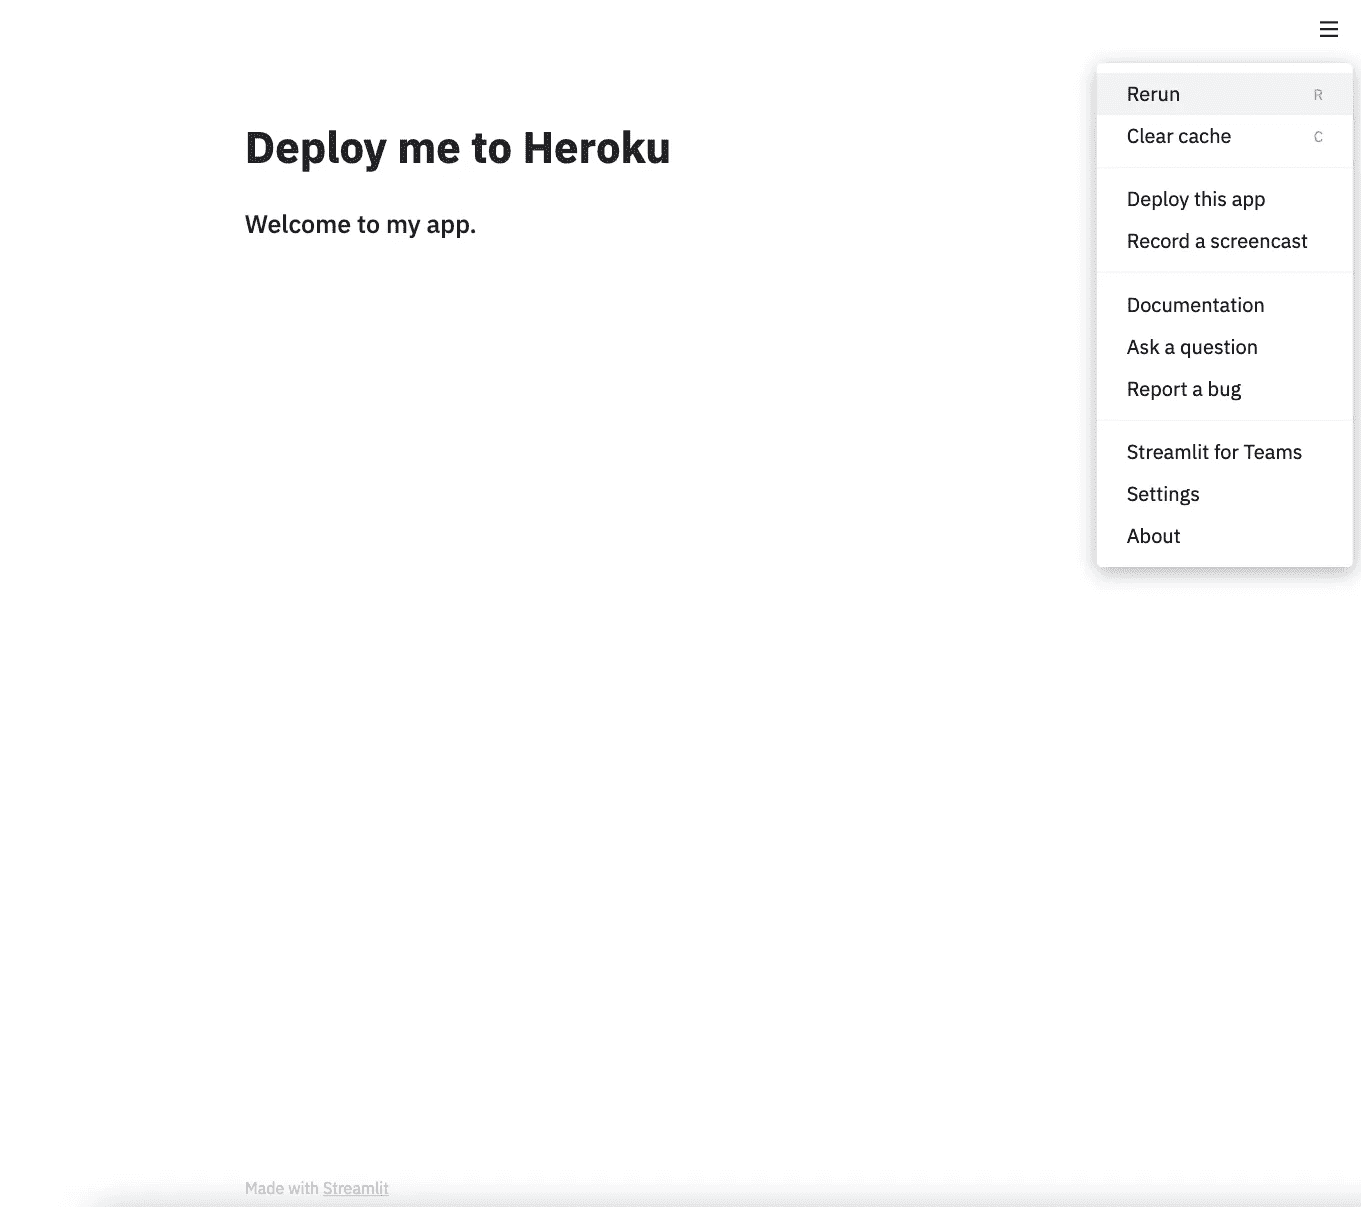 Deploy me to Heroku
Welcome to my app.
Rerun R
Clear cache C
Deploy this app
Record a screencast
Documentation
Ask a question
Report a bug
Streamlit for Teams
Settings
About
Made with Streamlit